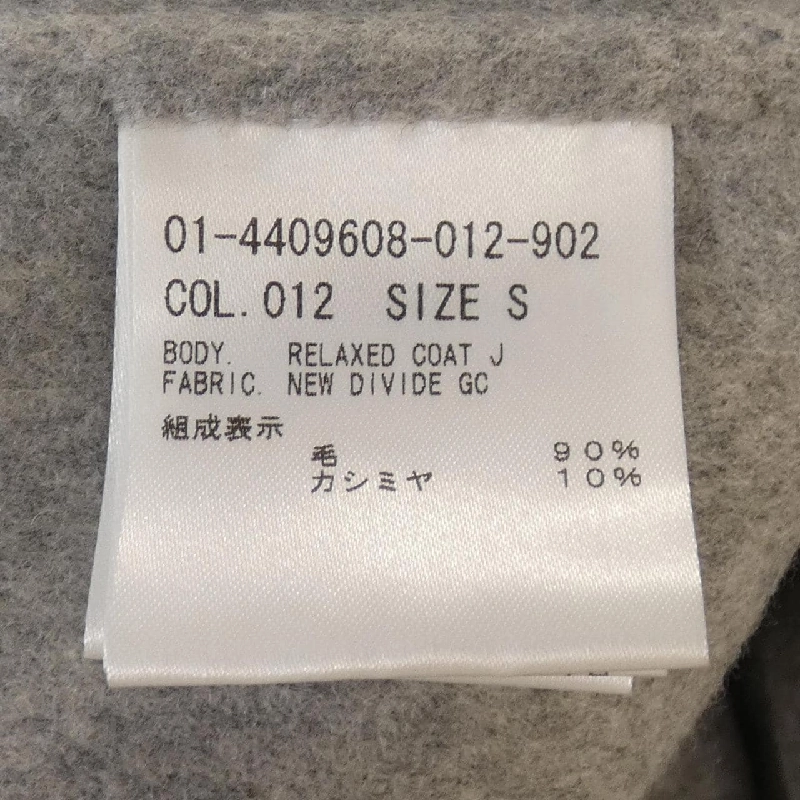 01-4409608-012-902
COL.012 SIZE S
BODY. RELAXED COAT J
FABRIC. NEW DIVIDE GC
組成表示
毛 90%
カシミヤ 10%